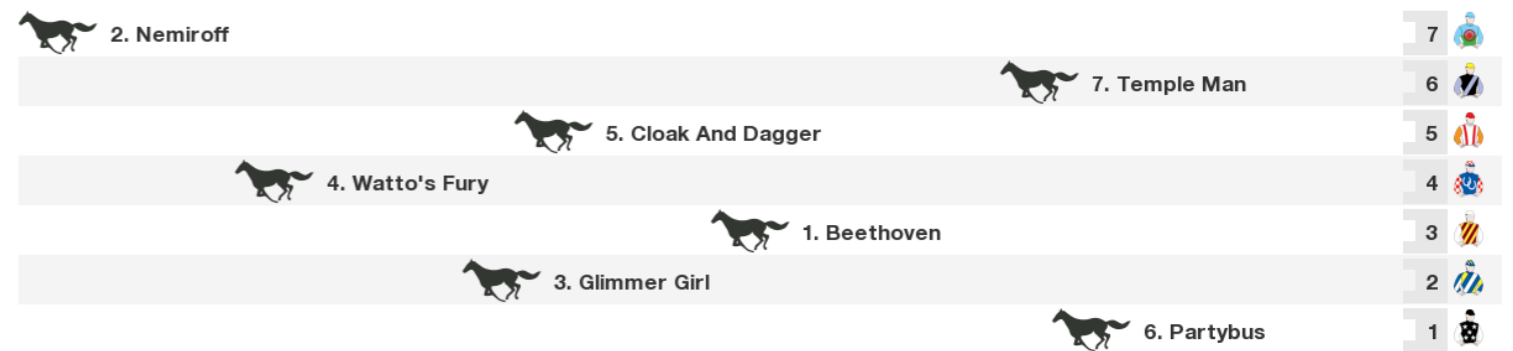 2. Nemiroff 7
7. Temple Man 6
5. Cloak And Dagger 5
4. Watto's Fury 4
1. Beethoven 3
3. Glimmer Girl 2
6. Partybus 1